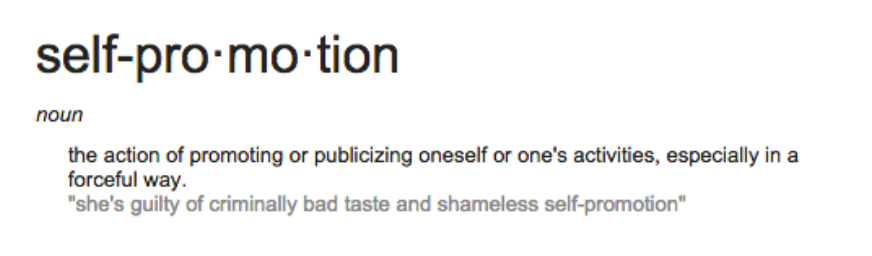 self-pro·mo·tion
noun
the action of promoting or publicizing oneself or one's activities, especially in a
forceful way.
"she's guilty of criminally bad taste and shameless self-promotion"